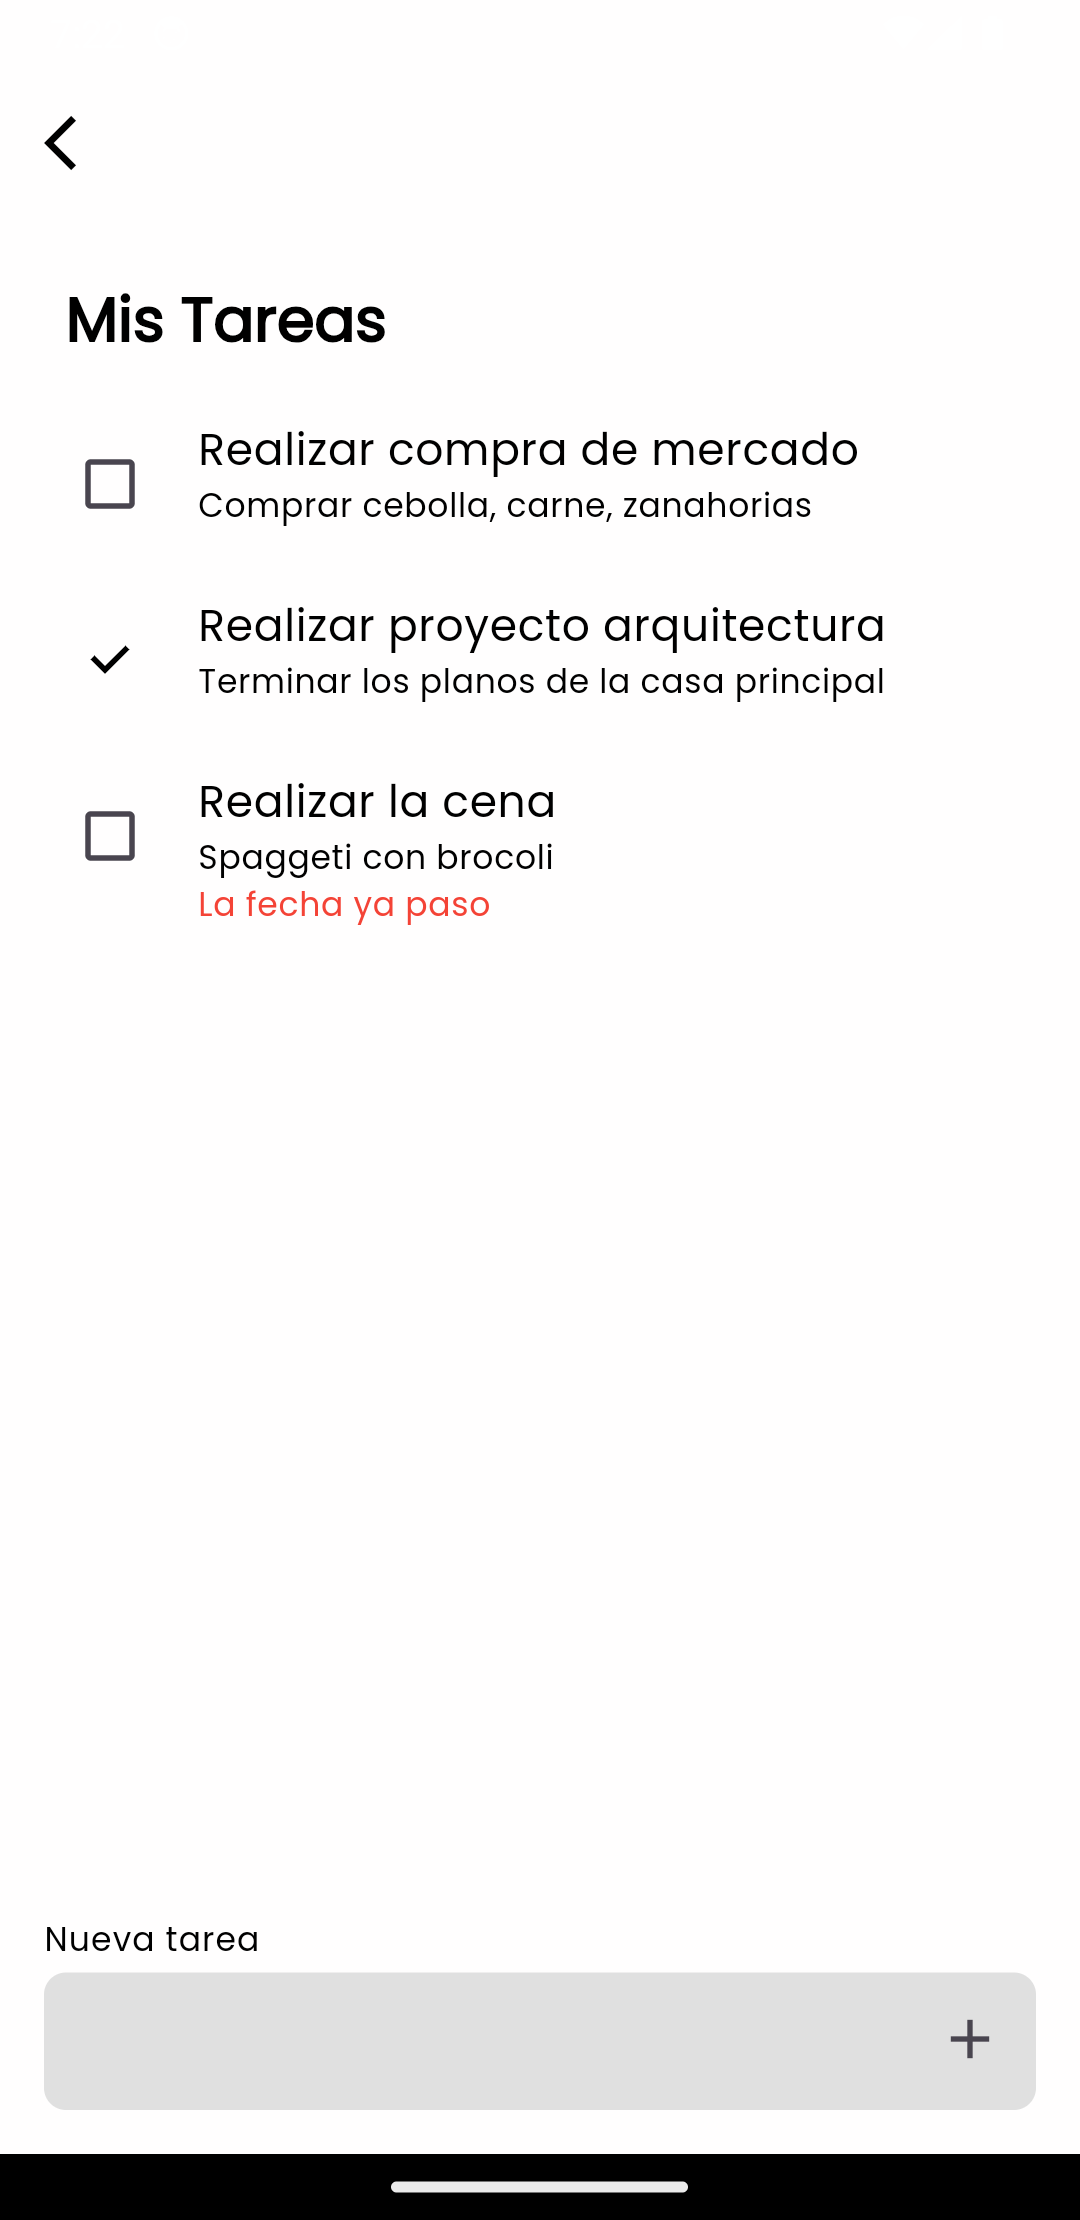 Mis Tareas
Realizar compra de mercado
Comprar cebolla, carne, zanahorias
Realizar proyecto arquitectura
Terminar los planos de la casa principal
Realizar la cena
Spaggeti con brocoli
La fecha ya paso
Nueva tarea